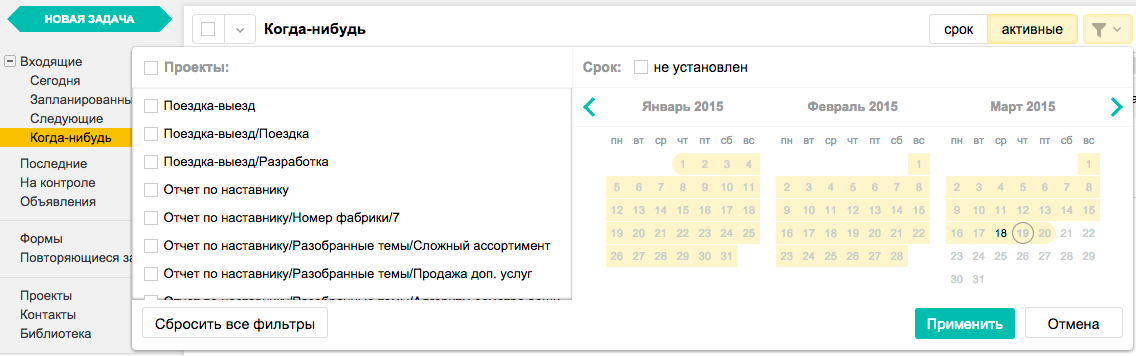 НОВАЯ ЗАДАЧА
Входящие
Сегодня
Запланированны
Следующие
Когда-нибудь
Последние
На контроле
Объявления
Формы
Повторяющиеся за
Проекты
Контакты
Библиотека
Когда-нибудь
срок активные
Проекты:
Поездка-выезд
Поездка-выезд/Поездка
Поездка-выезд/Разработка
Отчет по наставнику
Отчет по наставнику/Номер фабрики/7
Отчет по наставнику/Разобранные темы/Сложный ассортимент
Отчет по наставнику/Разобранные темы/Продажа доп. услуг
Срок: не установлен
Январь 2015
пн вт ср чт пт сб вс
1 2 3 4
5 6 7 8 9 10 11
12 13 14 15 16 17 18
19 20 21 22 23 24 25
26 27 28 29 30 31
Февраль 2015
пн вт ср чт пт сб вс
1
2 3 4 5 6 7 8
9 10 11 12 13 14 15
16 17 18 19 20 21 22
23 24 25 26 27 28
Март 2015
пн вт ср чт пт сб вс
1
2 3 4 5 6 7 8
9 10 11 12 13 14 15
16 17 18 19 20 21 22
23 24 25 26 27 28 29
30 31
Сбросить все фильтры
Применить
Отмена